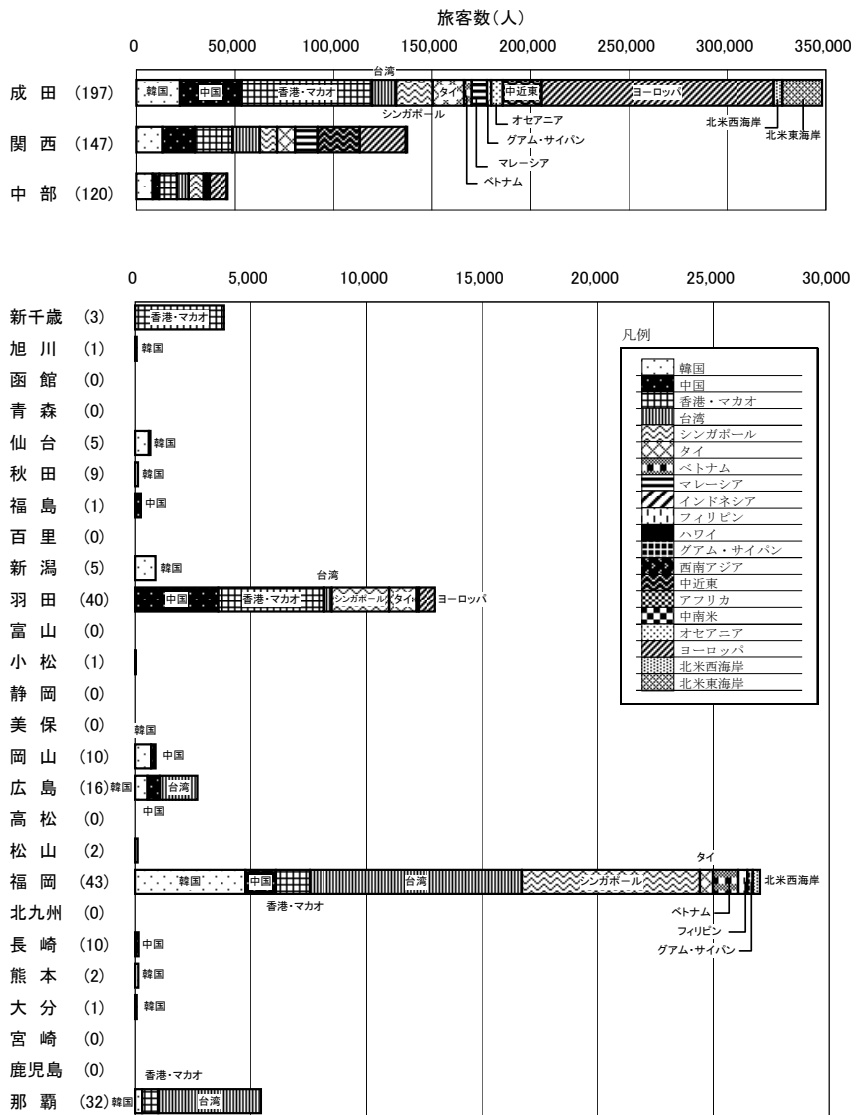 旅客数(人)
0 50,000 100,000 150,000 200,000 250,000 300,000 350,000
台湾
成田 (197) 韓国 中国 香港・マカオ タイ 中近東 ヨーロッパ
シンガポール オセアニア 北米西海岸
グアム・サイパン 北米東海岸
関西 (147)
マレーシア
ベトナム
中部 (120)
0 5,000 10,000 15,000 20,000 25,000 30,000
新千歳 (3) 香港・マカオ
旭川 (1) 韓国
函館 (0)
青森 (0)
仙台 (5) 韓国
秋田 (9) 韓国
福島 (1) 中国
百里 (0)
新潟 (5) 韓国
台湾
羽田 (40) 中国 香港・マカオ シンガポール タイ ヨーロッパ
富山 (0)
小松 (1)
静岡 (0)
美保 (0)
韓国
岡山 (10) 中国
広島 (16) 韓国 台湾
中国
高松 (0)
松山 (2)
タイ
福岡 (43) 韓国 中国 台湾 シンガポール 北米西海岸
香港・マカオ
ベトナム
フィリピン
グアム・サイパン
北九州 (0)
長崎 (10) 中国
熊本 (2) 韓国
大分 (1) 韓国
宮崎 (0)
鹿児島 (0)
香港・マカオ
那覇 (32) 韓国 台湾
凡例
韓国
中国
香港・マカオ
台湾
シンガポール
タイ
ベトナム
マレーシア
インドネシア
フィリピン
ハワイ
グアム・サイパン
西南アジア
中近東
アフリカ
中南米
オセアニア
ヨーロッパ
北米西海岸
北米東海岸